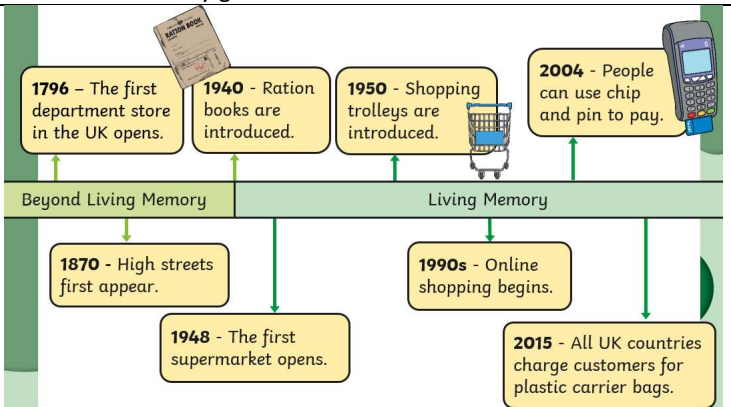 RATION BOOK
1796 – The first
department store
in the UK opens.
1940 - Ration
books are
introduced.
1950 - Shopping
trolleys are
introduced.
2004 - People
can use chip
and pin to pay.
Beyond Living Memory
Living Memory
1870 - High streets
first appear.
1948 - The first
supermarket opens.
1990s - Online
shopping begins.
2015 - All UK countries
charge customers for
plastic carrier bags.